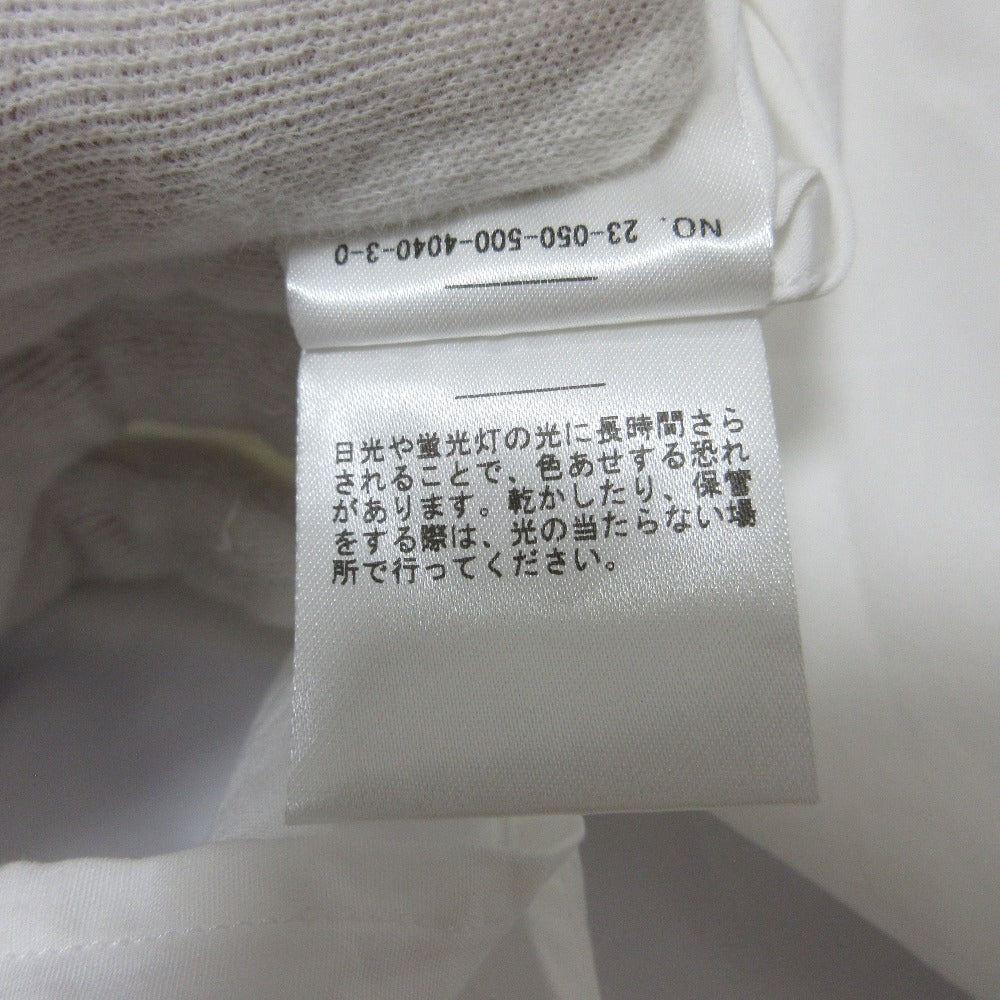 NO. 23-050-500-4040-3-0
日光や蛍光灯の光に長時間さら
されることで、色あせする恐れ
があります。乾かしたり、保管
をする際は、光の当たらない場
所で行ってください。